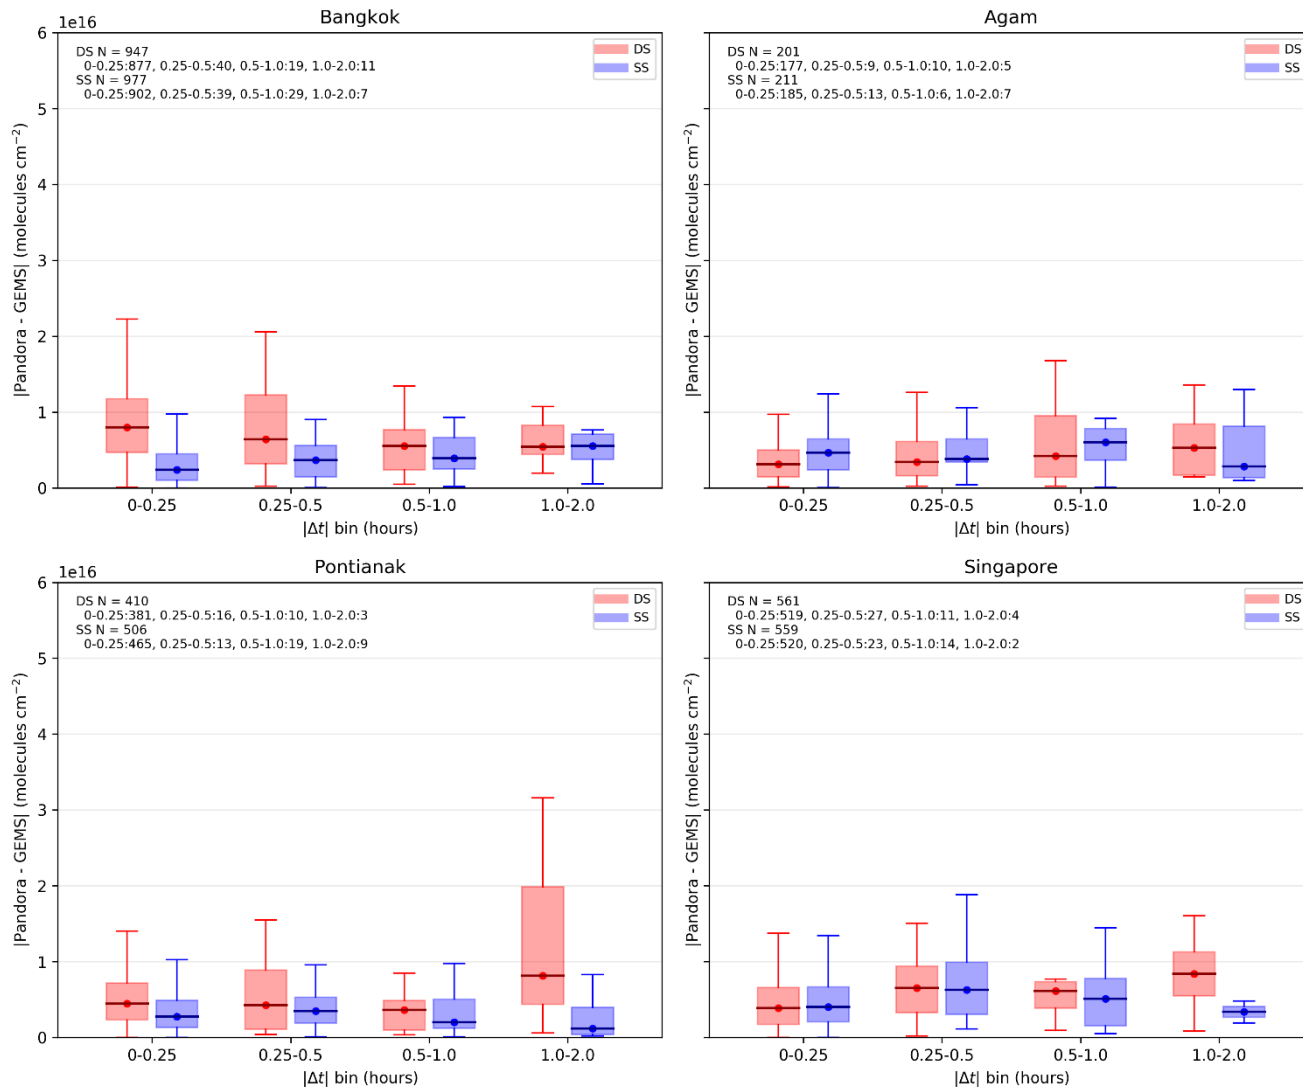 Bangkok
1e16
DS N = 947
0-0.25:877, 0.25-0.5:40, 0.5-1.0:19, 1.0-2.0:11
SS N = 977
0-0.25:902, 0.25-0.5:39, 0.5-1.0:29, 1.0-2.0:7
DS
SS
6
5
4
3
2
1
0
|Pandora - GEMS| (molecules cm⁻²)
0-0.25 0.25-0.5 0.5-1.0 1.0-2.0
|Δt| bin (hours)
Agam
DS N = 201
0-0.25:177, 0.25-0.5:9, 0.5-1.0:10, 1.0-2.0:5
SS N = 211
0-0.25:185, 0.25-0.5:13, 0.5-1.0:6, 1.0-2.0:7
DS
SS
|Pandora - GEMS| (molecules cm⁻²)
0-0.25 0.25-0.5 0.5-1.0 1.0-2.0
|Δt| bin (hours)
Pontianak
1e16
DS N = 410
0-0.25:381, 0.25-0.5:16, 0.5-1.0:10, 1.0-2.0:3
SS N = 506
0-0.25:465, 0.25-0.5:13, 0.5-1.0:19, 1.0-2.0:9
DS
SS
6
5
4
3
2
1
0
|Pandora - GEMS| (molecules cm⁻²)
0-0.25 0.25-0.5 0.5-1.0 1.0-2.0
|Δt| bin (hours)
Singapore
DS N = 561
0-0.25:519, 0.25-0.5:27, 0.5-1.0:11, 1.0-2.0:4
SS N = 559
0-0.25:520, 0.25-0.5:23, 0.5-1.0:14, 1.0-2.0:2
DS
SS
|Pandora - GEMS| (molecules cm⁻²)
0-0.25 0.25-0.5 0.5-1.0 1.0-2.0
|Δt| bin (hours)